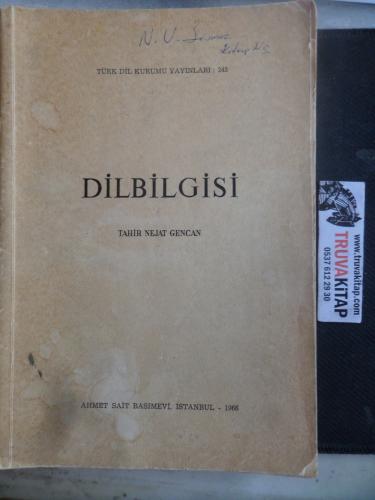 N. U.
TÜRK DİL KURUMU YAYINLARI : 243
DİLBİLGİSİ
TAHİR NEJAT GENCAN
AHMET SAİT BASIMEVİ, İSTANBUL - 1966
www.truvakitap.com
TRUVAKİTAP
0537 612 29 30